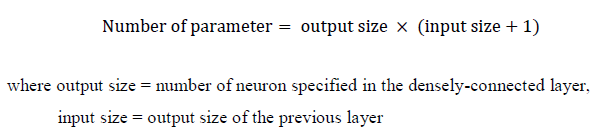 Number of parameter = output size × (input size + 1)
where output size = number of neuron specified in the densely-connected layer,
input size = output size of the previous layer